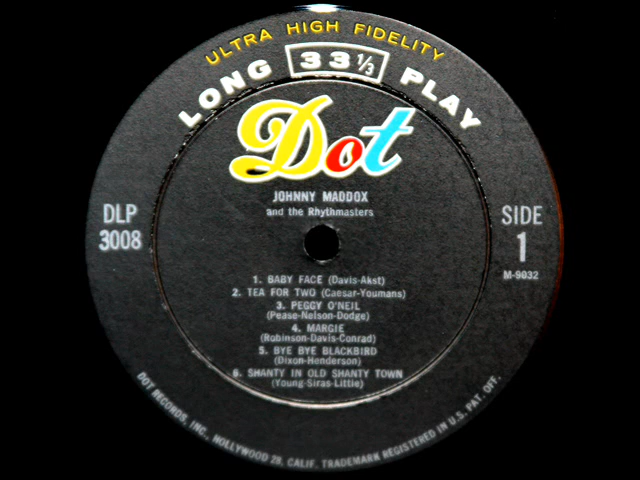 ULTRA HIGH FIDELITY
LONG 33 1/3 PLAY
Dot
JOHNNY MADDOX
and the Rhythmasters
DLP
3008
SIDE
1
M-9032
1. BABY FACE (Davis-Akst)
2. TEA FOR TWO (Caesar-Youmans)
3. PEGGY O'NEIL
(Pease-Nelson-Dodge)
4. MARGIE
(Robinson-Davis-Conrad)
5. BYE BYE BLACKBIRD
(Dixon-Henderson)
6. SHANTY IN OLD SHANTY TOWN
(Young-Siras-Little)
DOT RECORDS, INC., HOLLYWOOD 28, CALIF. TRADEMARK REGISTERED IN U.S. PAT. OFF.